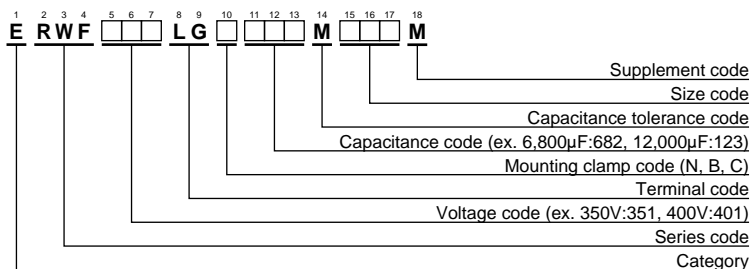 1 2 3 4 5 6 7 8 9 10 11 12 13 14 15 16 17 18
E RWF □□□ LG □ □□□ M □□□ M
Supplement code
Size code
Capacitance tolerance code
Capacitance code (ex. 6,800μF:682, 12,000μF:123)
Mounting clamp code (N, B, C)
Terminal code
Voltage code (ex. 350V:351, 400V:401)
Series code
Category